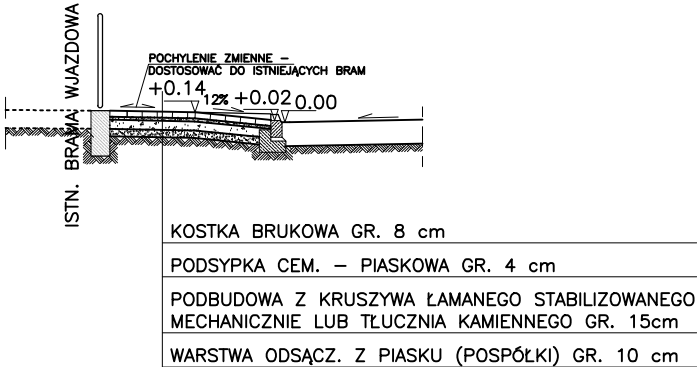 ISTN. BRAMA WJAZDOWA
POCHYLENIE ZMIENNE –
DOSTOSOWAĆ DO ISTNIEJĄCYCH BRAM
+0.14 12% +0.02 0.00
KOSTKA BRUKOWA GR. 8 cm
PODSYPKA CEM. – PIASKOWA GR. 4 cm
PODBUDOWA Z KRUSZYWA ŁAMANEGO STABILIZOWANEGO
MECHANICZNIE LUB TŁUCZNIA KAMIENNEGO GR. 15cm
WARSTWA ODSĄCZ. Z PIASKU (POSPÓŁKI) GR. 10 cm